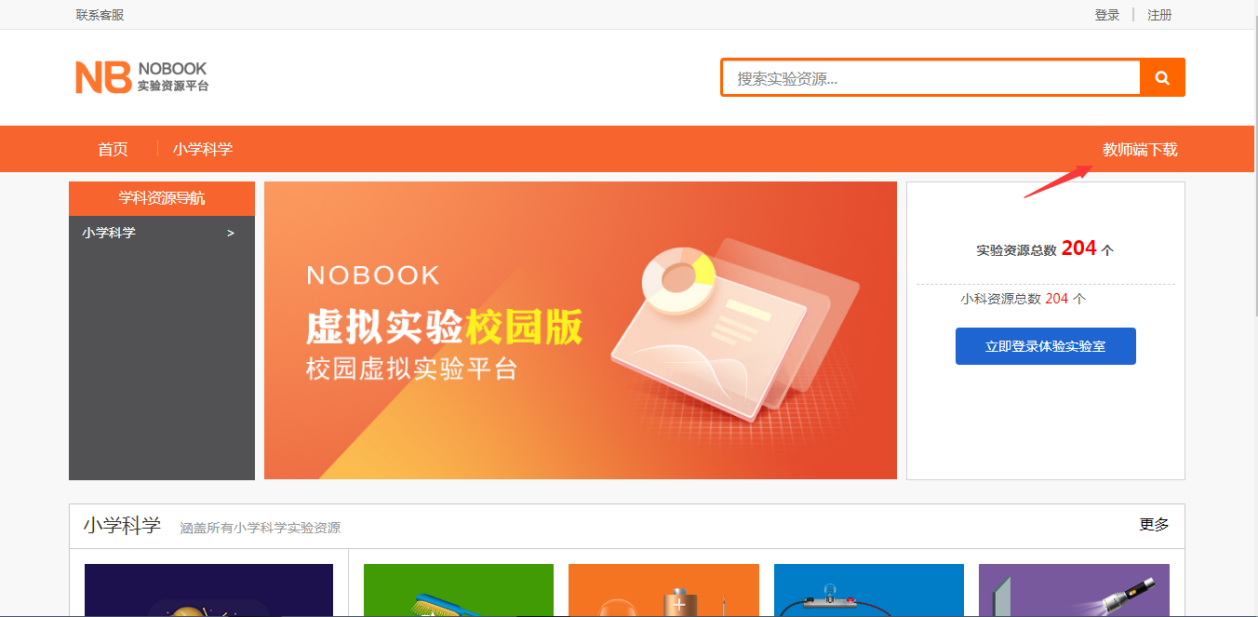 联系客服
登录 | 注册
NB NOBOOK
实验资源平台
搜索实验资源...
首页 小学科学 教师端下载
学科资源导航
小学科学 >
NOBOOK
虚拟实验校园版
校园虚拟实验平台
实验资源总数 204 个
小科资源总数 204 个
立即登录体验实验室
小学科学 涵盖所有小学科学实验资源 更多